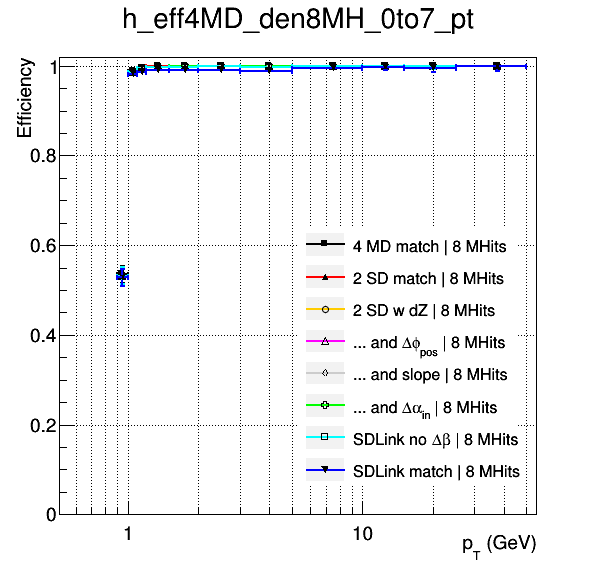 h_eff4MD_den8MH_0to7_pt
Efficiency
1
0.8
0.6
0.4
0.2
0
4 MD match | 8 MHits
2 SD match | 8 MHits
2 SD w dZ | 8 MHits
... and Δϕpos | 8 MHits
... and slope | 8 MHits
... and Δαin | 8 MHits
SDLink no Δβ | 8 MHits
SDLink match | 8 MHits
1 10
pT (GeV)